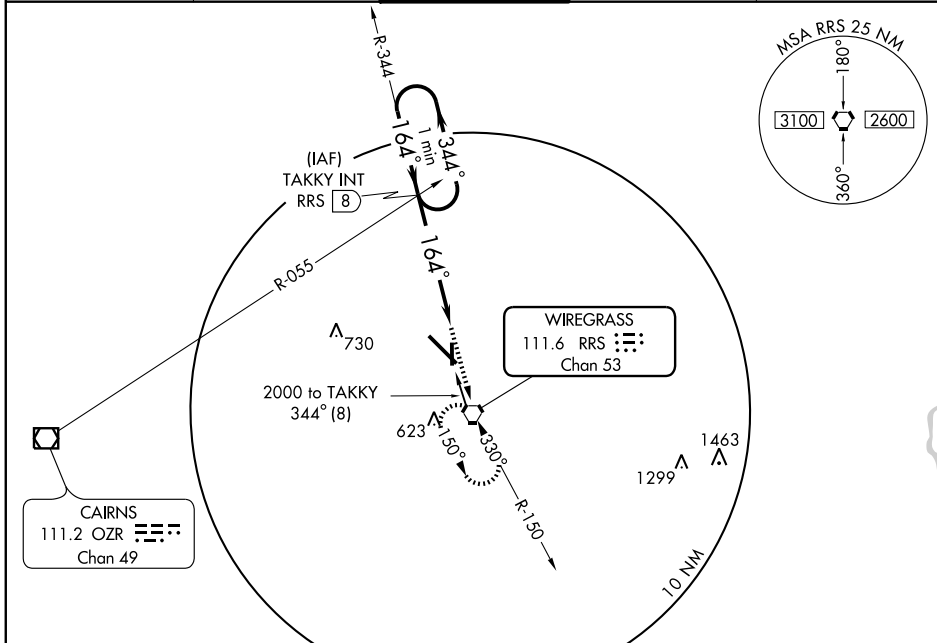 MSA RRS 25 NM
180°
3100
2600
360°
R-344
164°
1 min
344°
(IAF)
TAKKY INT
RRS 8
164°
R-055
730
WIREGRASS
111.6 RRS
Chan 53
2000 to TAKKY
344° (8)
623
150°
330°
R-150
1463
1299
CAIRNS
111.2 OZR
Chan 49
10 NM